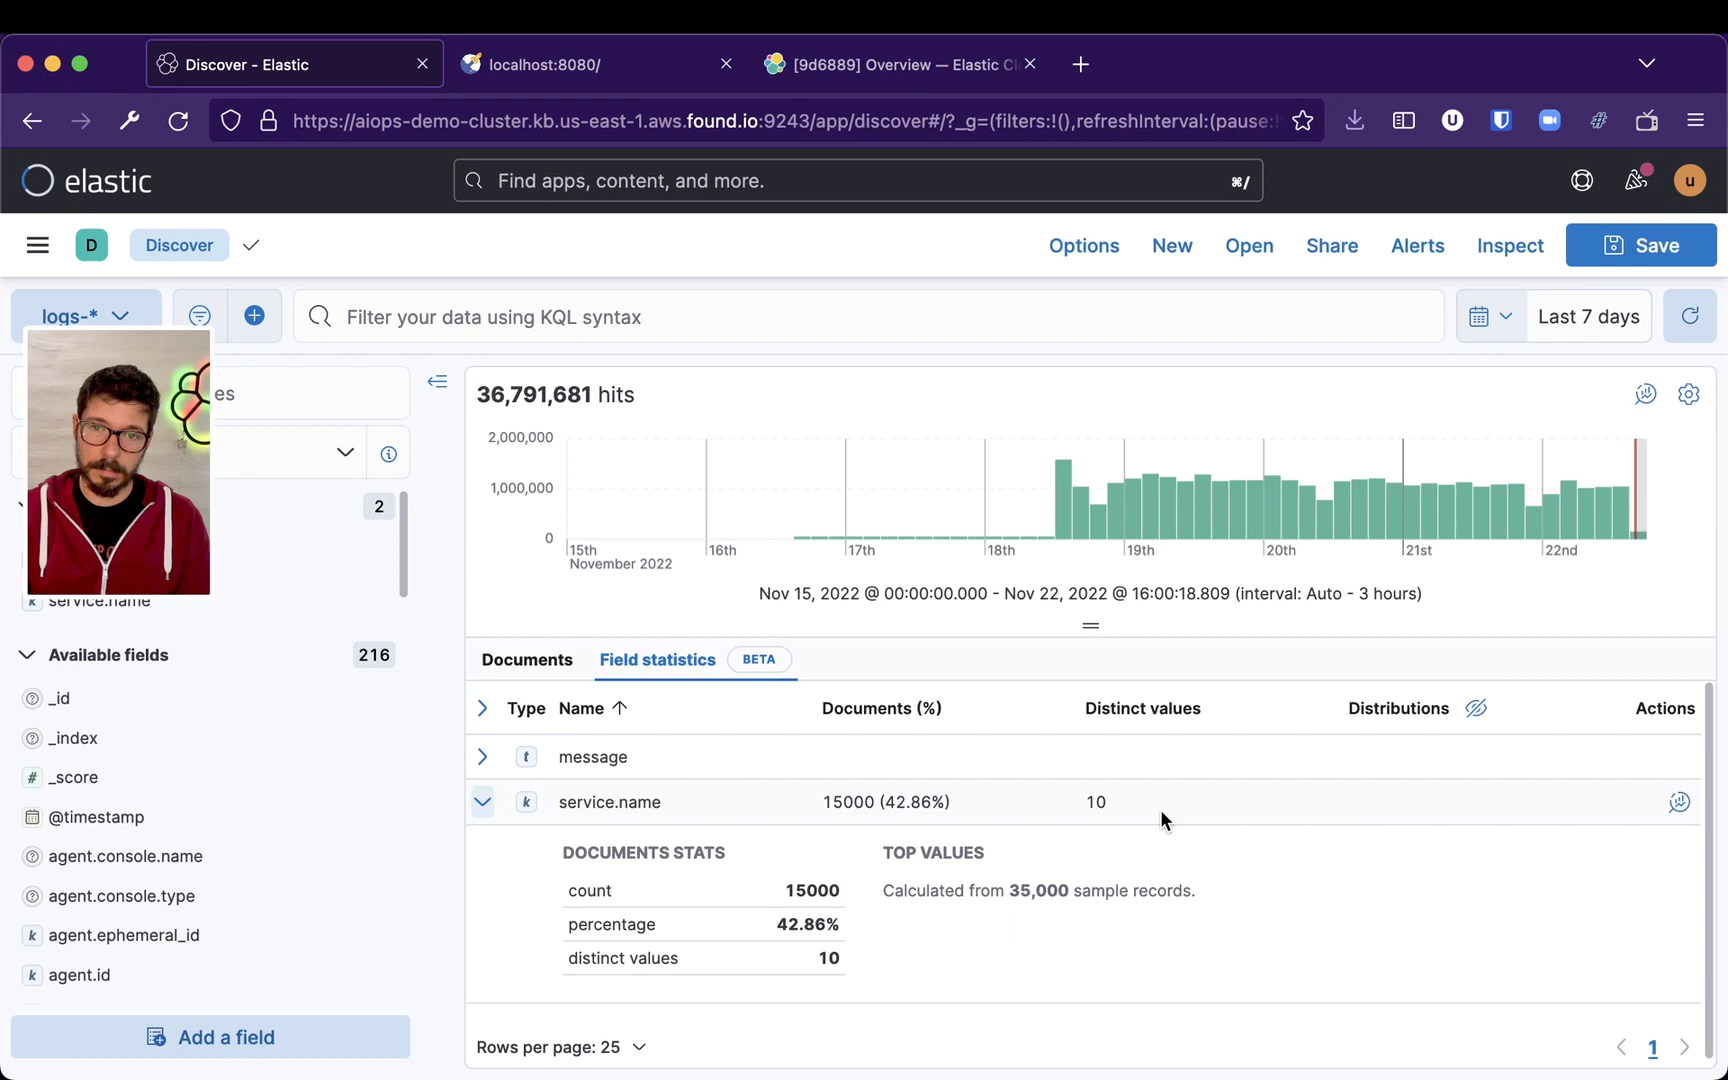 Discover - Elastic
localhost:8080/
[9d6889] Overview — Elastic Cl
https://aiops-demo-cluster.kb.us-east-1.aws.found.io:9243/app/discover#/?_g=(filters:!(),refreshInterval:(pause:!
elastic
Find apps, content, and more.
⌘/
u
D
Discover
Options
New
Open
Share
Alerts
Inspect
Save
logs-*
Filter your data using KQL syntax
Last 7 days
es
2
service.name
Available fields
216
_id
_index
_score
@timestamp
agent.console.name
agent.console.type
agent.ephemeral_id
agent.id
Add a field
36,791,681 hits
2,000,000
1,000,000
0
15th
16th
17th
18th
19th
20th
21st
22nd
November 2022
Nov 15, 2022 @ 00:00:00.000 - Nov 22, 2022 @ 16:00:18.809 (interval: Auto - 3 hours)
Documents
Field statistics
BETA
Type
Name
Documents (%)
Distinct values
Distributions
Actions
t
message
k
service.name
15000 (42.86%)
10
DOCUMENTS STATS
count
15000
percentage
42.86%
distinct values
10
TOP VALUES
Calculated from 35,000 sample records.
Rows per page: 25
1